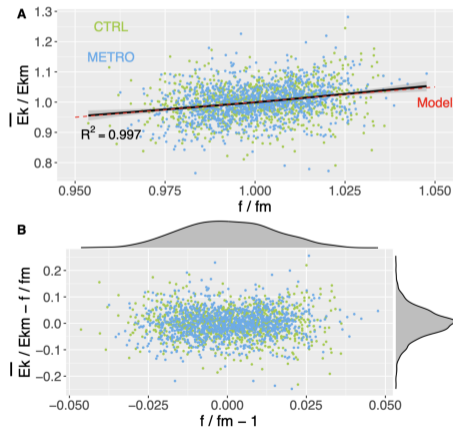 A
CTRL
METRO
Model
R² = 0.997
1.3
1.2
1.1
1.0
0.9
0.8
Ek / Ekm
0.950
0.975
1.000
1.025
1.050
f / fm
B
0.2
0.1
0.0
−0.1
−0.2
Ek / Ekm − f / fm
−0.050
−0.025
0.000
0.025
0.050
f / fm − 1